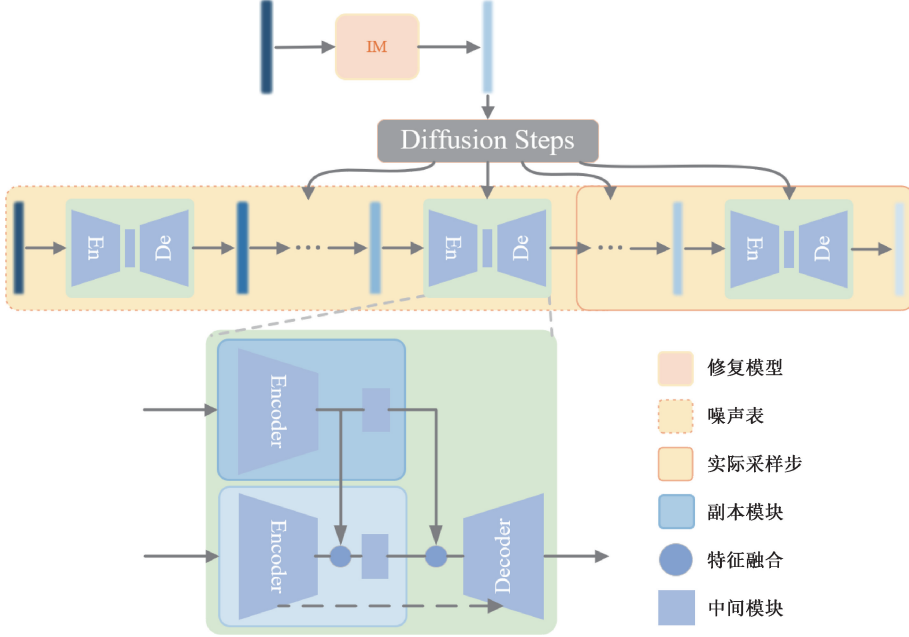 IM
Diffusion Steps
En
De
•••
En
De
•••
En
De
Encoder
Encoder
Decoder
修复模型
噪声表
实际采样步
副本模块
特征融合
中间模块